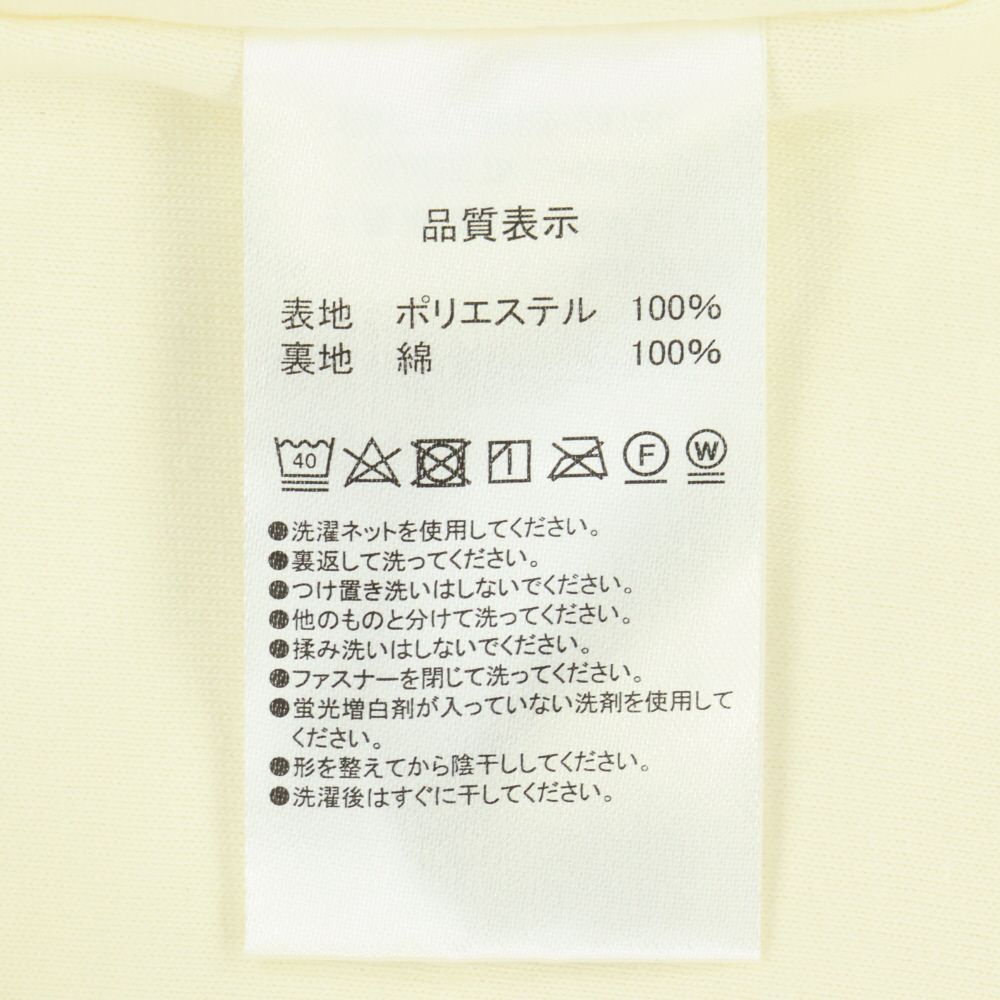 品質表示
表地 ポリエステル 100%
裏地 綿 100%
40 F W
●洗濯ネットを使用してください。
●裏返して洗ってください。
●つけ置き洗いはしないでください。
●他のものと分けて洗ってください。
●揉み洗いはしないでください。
●ファスナーを閉じて洗ってください。
●蛍光増白剤が入っていない洗剤を使用して
ください。
●形を整えてから陰干ししてください。
●洗濯後はすぐに干してください。